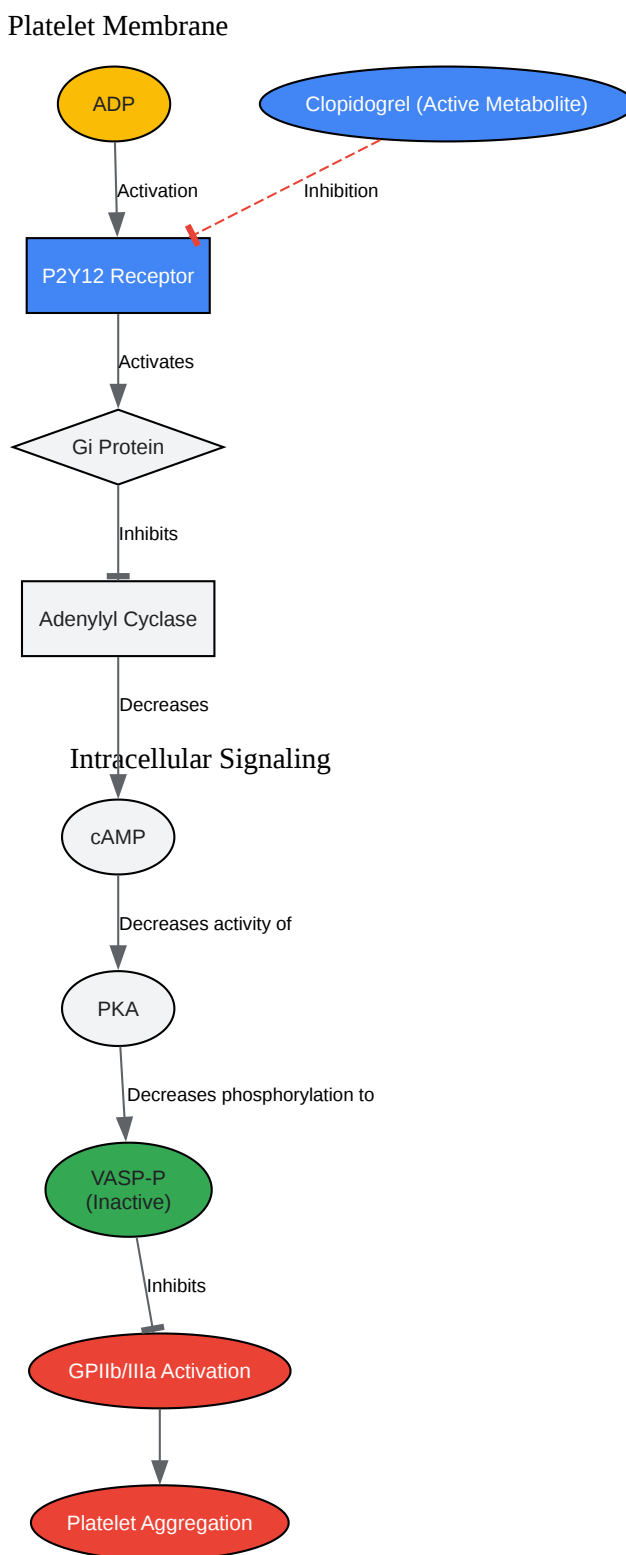 Platelet Membrane
ADP
Clopidogrel (Active Metabolite)
Activation
Inhibition
P2Y12 Receptor
Activates
Gi Protein
Inhibits
Adenylyl Cyclase
Decreases
Intracellular Signaling
cAMP
Decreases activity of
PKA
Decreases phosphorylation to
VASP-P
(Inactive)
Inhibits
GPIIb/IIIa Activation
Platelet Aggregation